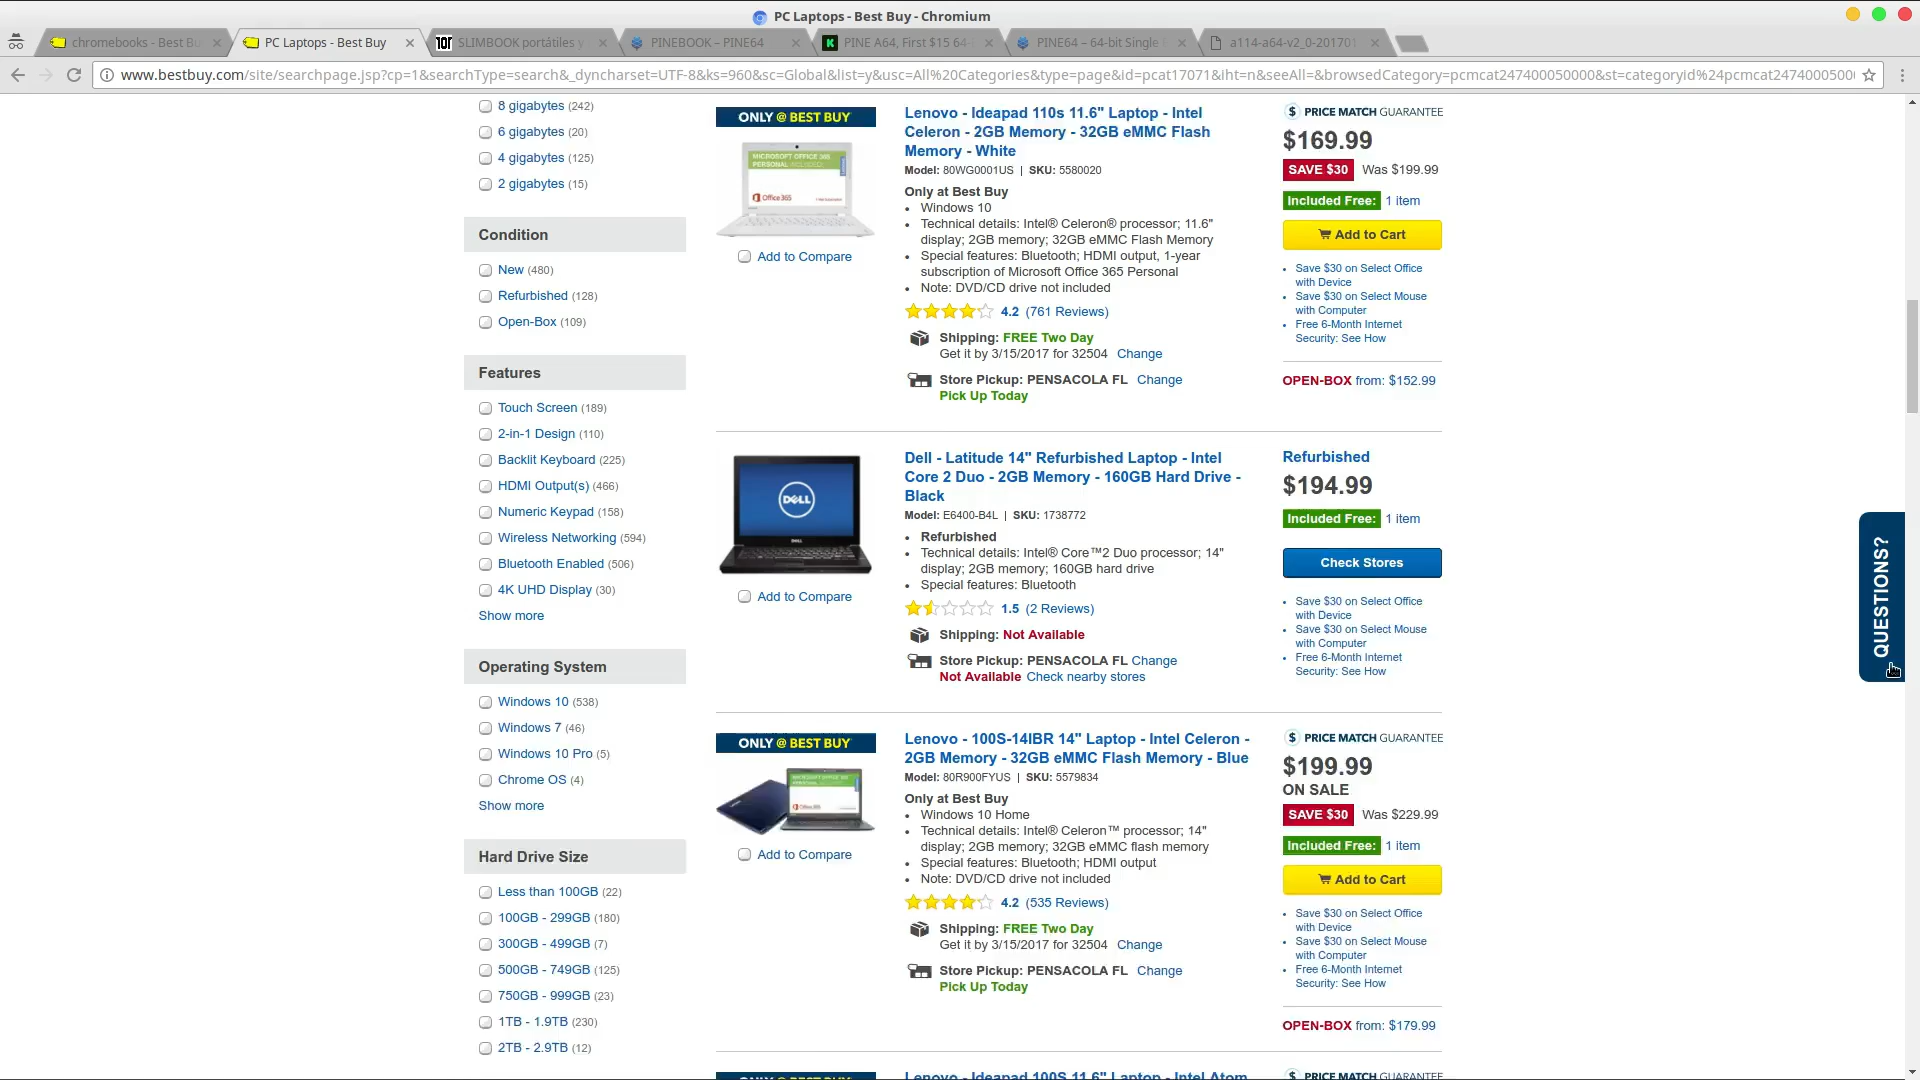 PC Laptops - Best Buy - Chromium
chromebooks - Best Bu
PC Laptops - Best Buy
SLIMBOOK portátiles y
PINEBOOK – PINE64
PINE A64, First $15 64-
PINE64 – 64-bit Single
a114-a64-v2_0-201701
www.bestbuy.com/site/searchpage.jsp?cp=1&searchType=search&_dyncharset=UTF-8&ks=960&sc=Global&list=y&usc=All%20Categories&type=page&id=pcat17071&iht=n&seeAll=&browsedCategory=pcmcat247400050000&st=categoryid%24pcmcat2474000500
8 gigabytes (242)
6 gigabytes (20)
4 gigabytes (125)
2 gigabytes (15)
Condition
New (480)
Refurbished (128)
Open-Box (109)
Features
Touch Screen (189)
2-in-1 Design (110)
Backlit Keyboard (225)
HDMI Output(s) (466)
Numeric Keypad (158)
Wireless Networking (594)
Bluetooth Enabled (506)
4K UHD Display (30)
Show more
Operating System
Windows 10 (538)
Windows 7 (46)
Windows 10 Pro (5)
Chrome OS (4)
Show more
Hard Drive Size
Less than 100GB (22)
100GB - 299GB (180)
300GB - 499GB (7)
500GB - 749GB (125)
750GB - 999GB (23)
1TB - 1.9TB (230)
2TB - 2.9TB (12)
ONLY @ BEST BUY
MICROSOFT OFFICE 365
PERSONAL INCLUDED
Office 365
Add to Compare
Lenovo - Ideapad 110s 11.6" Laptop - Intel
Celeron - 2GB Memory - 32GB eMMC Flash
Memory - White
Model: 80WG0001US | SKU: 5580020
Only at Best Buy
• Windows 10
• Technical details: Intel® Celeron® processor; 11.6"
display; 2GB memory; 32GB eMMC Flash Memory
• Special features: Bluetooth; HDMI output, 1-year
subscription of Microsoft Office 365 Personal
• Note: DVD/CD drive not included
4.2 (761 Reviews)
Shipping: FREE Two Day
Get it by 3/15/2017 for 32504 Change
Store Pickup: PENSACOLA FL Change
Pick Up Today
$ PRICE MATCH GUARANTEE
$169.99
SAVE $30 Was $199.99
Included Free: 1 item
Add to Cart
• Save $30 on Select Office
with Device
• Save $30 on Select Mouse
with Computer
• Free 6-Month Internet
Security: See How
OPEN-BOX from: $152.99
DELL
Add to Compare
Dell - Latitude 14" Refurbished Laptop - Intel
Core 2 Duo - 2GB Memory - 160GB Hard Drive -
Black
Model: E6400-B4L | SKU: 1738772
• Refurbished
• Technical details: Intel® Core™2 Duo processor; 14"
display; 2GB memory; 160GB hard drive
• Special features: Bluetooth
1.5 (2 Reviews)
Shipping: Not Available
Store Pickup: PENSACOLA FL Change
Not Available Check nearby stores
Refurbished
$194.99
Included Free: 1 item
Check Stores
• Save $30 on Select Office
with Device
• Save $30 on Select Mouse
with Computer
• Free 6-Month Internet
Security: See How
ONLY @ BEST BUY
Office 365
Add to Compare
Lenovo - 100S-14IBR 14" Laptop - Intel Celeron -
2GB Memory - 32GB eMMC Flash Memory - Blue
Model: 80R900FYUS | SKU: 5579834
Only at Best Buy
• Windows 10 Home
• Technical details: Intel® Celeron™ processor; 14"
display; 2GB memory; 32GB eMMC flash memory
• Special features: Bluetooth; HDMI output
• Note: DVD/CD drive not included
4.2 (535 Reviews)
Shipping: FREE Two Day
Get it by 3/15/2017 for 32504 Change
Store Pickup: PENSACOLA FL Change
Pick Up Today
$ PRICE MATCH GUARANTEE
$199.99
ON SALE
SAVE $30 Was $229.99
Included Free: 1 item
Add to Cart
• Save $30 on Select Office
with Device
• Save $30 on Select Mouse
with Computer
• Free 6-Month Internet
Security: See How
OPEN-BOX from: $179.99
ONLY @ BEST BUY
Lenovo - Ideapad 100S 11.6" Laptop - Intel Atom
$ PRICE MATCH GUARANTEE
QUESTIONS?